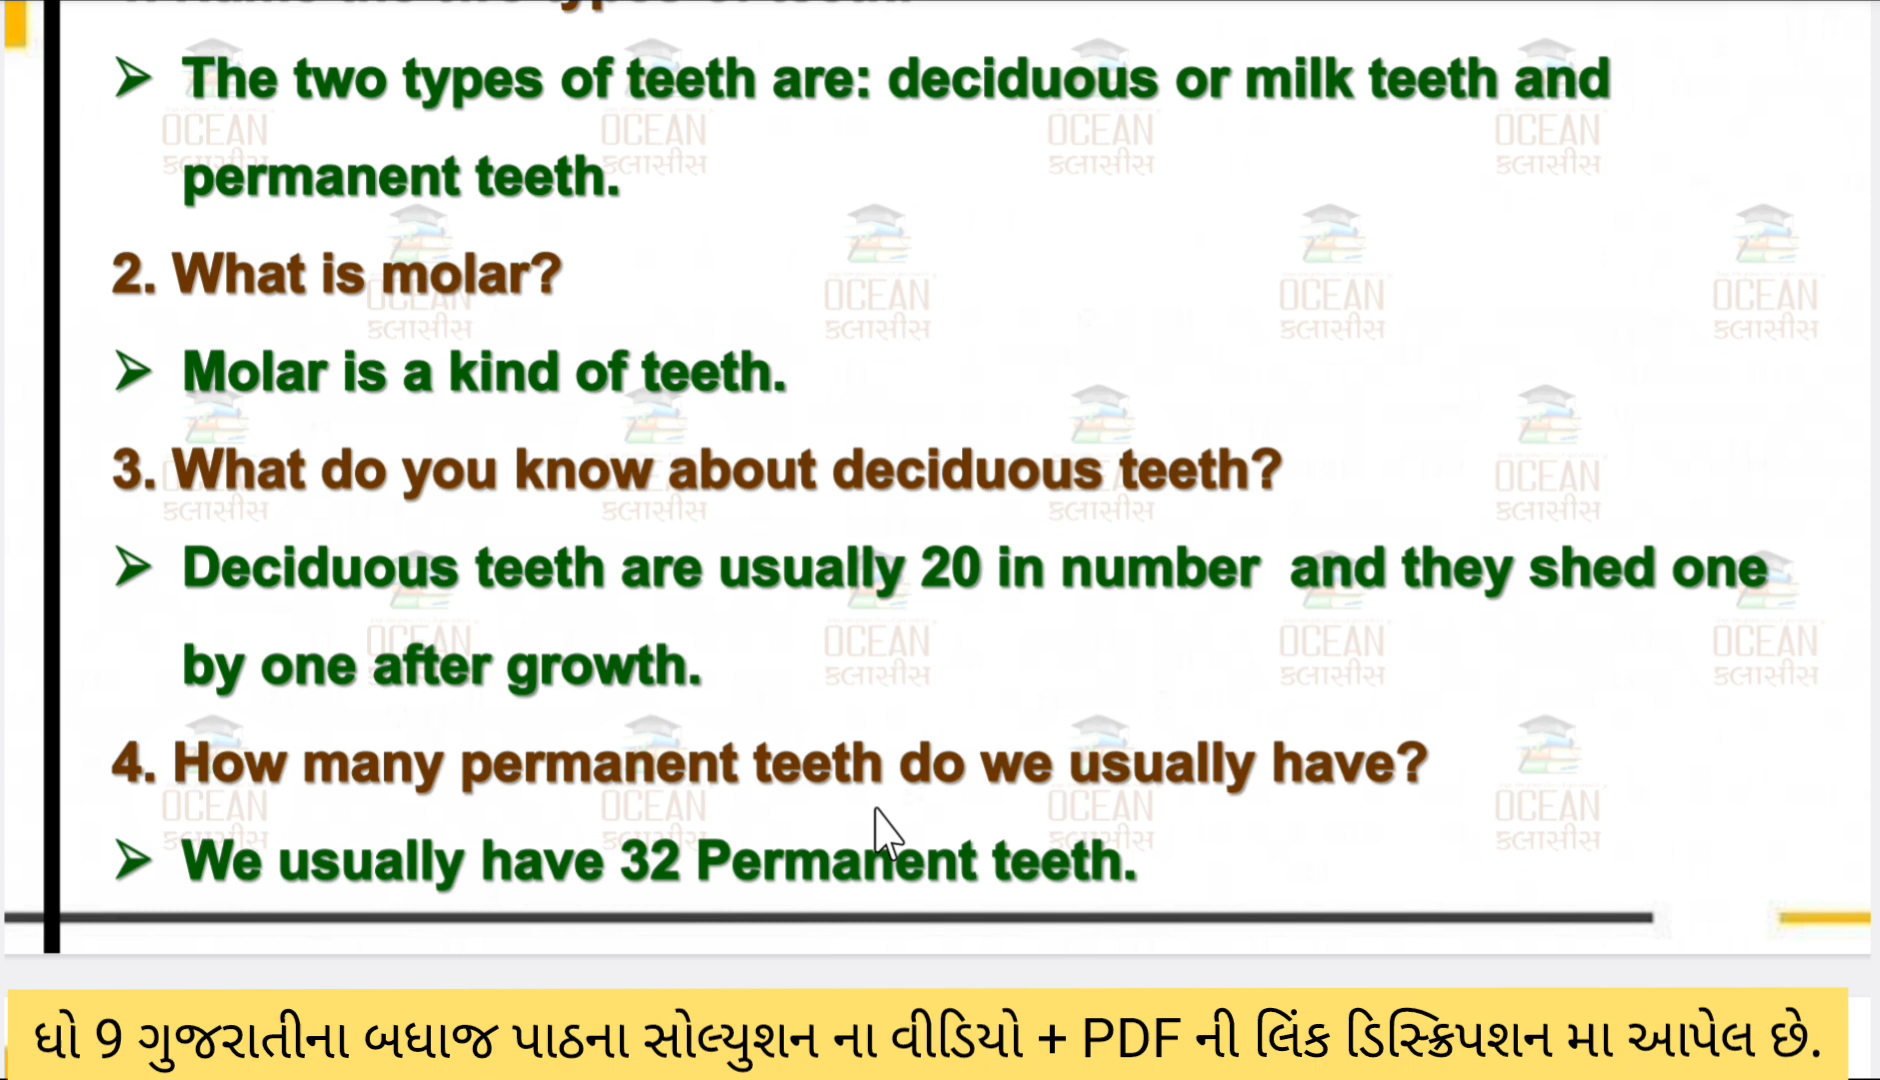 The two types of teeth are: deciduous or milk teeth and
permanent teeth.
2. What is molar?
Molar is a kind of teeth.
3. What do you know about deciduous teeth?
Deciduous teeth are usually 20 in number and they shed one
by one after growth.
4. How many permanent teeth do we usually have?
We usually have 32 Permanent teeth.
ધો 9 ગુજરાતીના બધાજ પાઠના સોલ્યુશન ના વીડિયો + PDF ની લિંક ડિસ્ક્રિપશન મા આપેલ છે.
OCEAN
કલાસીસ